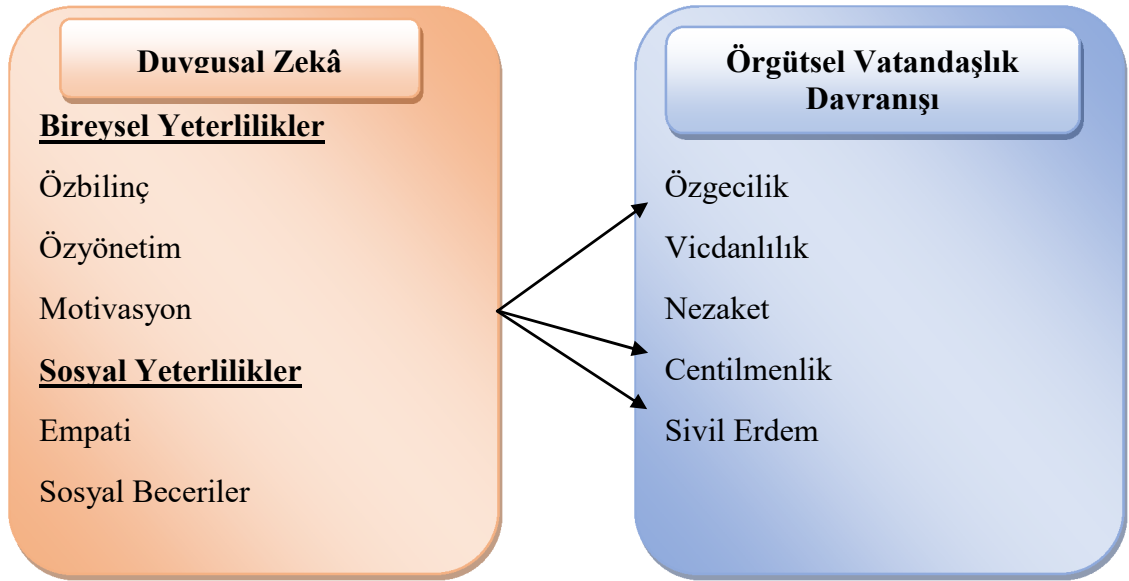 Duygusal Zekâ
Bireysel Yeterlilikler
Özbilinç
Özyönetim
Motivasyon
Sosyal Yeterlilikler
Empati
Sosyal Beceriler
Örgütsel Vatandaşlık
Davranışı
Özgecilik
Vicdanlılık
Nezaket
Centilmenlik
Sivil Erdem